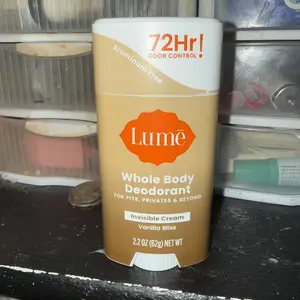 72Hr!
ODOR CONTROL
Aluminum Free
Lumē
Whole Body
Deodorant
FOR PITS, PRIVATES & BEYOND
Invisible Cream
Vanilla Bliss
2.2 OZ (62g) NET WT